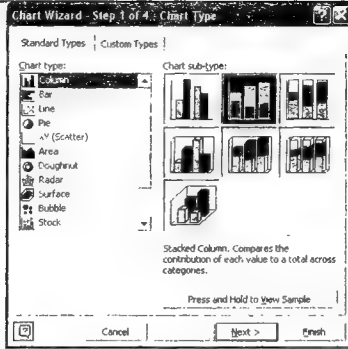 Chart Wizard - Step 1 of 4 - Chart Type
Standard Types
Custom Types
Chart type:
Column
Bar
Line
Pie
XY (Scatter)
Area
Doughnut
Radar
Surface
Bubble
Stock
Chart sub-type:
Stacked Column. Compares the
contribution of each value to a total across
categories.
Press and Hold to View Sample
Cancel
Next >
Finish